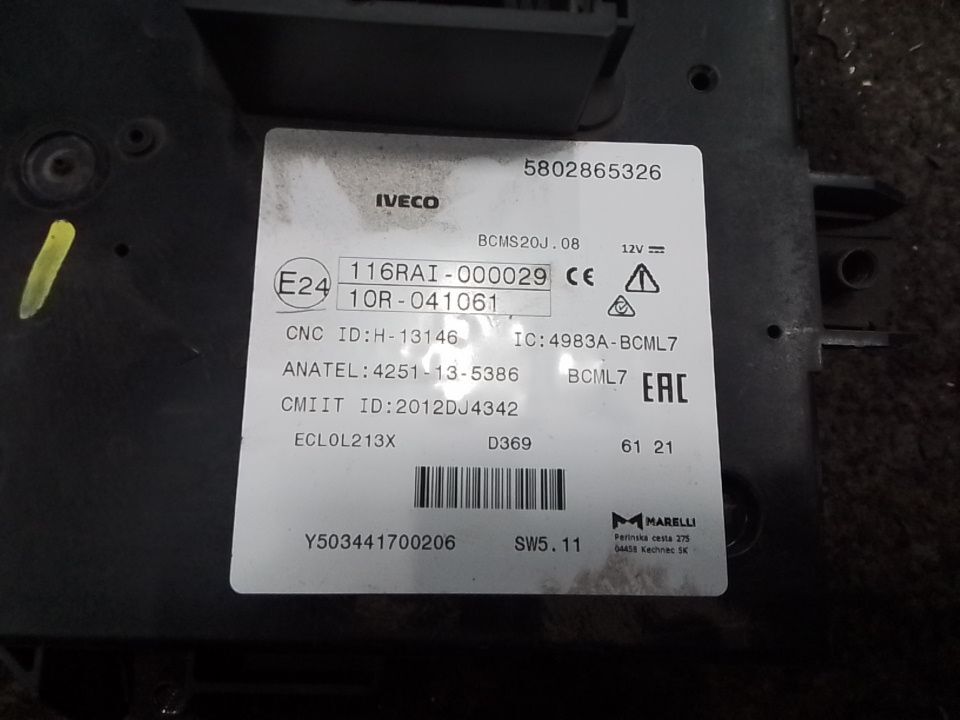 5802865326
IVECO
BCMS20J.08
12V
E24
116RAI-000029
CE
10R-041061
CNC ID:H-13146 IC:4983A-BCML7
ANATEL:4251-13-5386 BCML7 EAC
CMIIT ID:2012DJ4342
ECL0L213X D369 61 21
MARELLI
Perinska cesta 275
04458 Kechnec SK
Y503441700206 SW5.11